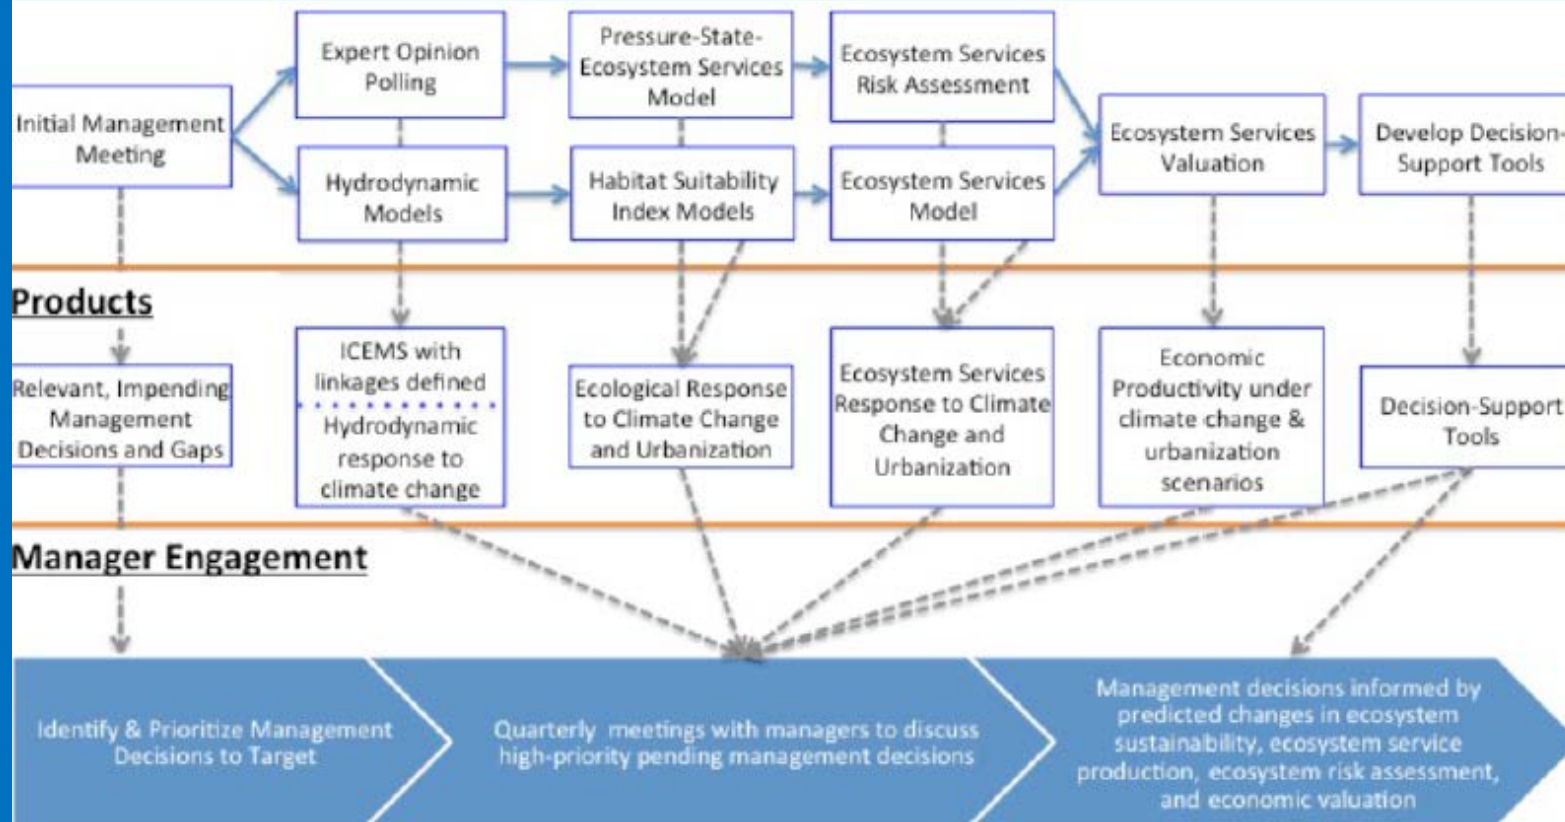 Expert Opinion
Polling
Pressure-State-
Ecosystem Services
Model
Ecosystem Services
Risk Assessment
Initial Management
Meeting
Ecosystem Services
Valuation
Develop Decision-
Support Tools
Hydrodynamic
Models
Habitat Suitability
Index Models
Ecosystem Services
Model
Products
Relevant, Impending
Management
Decisions and Gaps
ICEMS with
linkages defined
Hydrodynamic
response to
climate change
Ecological Response
to Climate Change
and Urbanization
Ecosystem Services
Response to Climate
Change and
Urbanization
Economic
Productivity under
climate change &
urbanization
scenarios
Decision-Support
Tools
Manager Engagement
Identify & Prioritize Management
Decisions to Target
Quarterly meetings with managers to discuss
high-priority pending management decisions
Management decisions informed by
predicted changes in ecosystem
sustainability, ecosystem service
production, ecosystem risk assessment,
and economic valuation